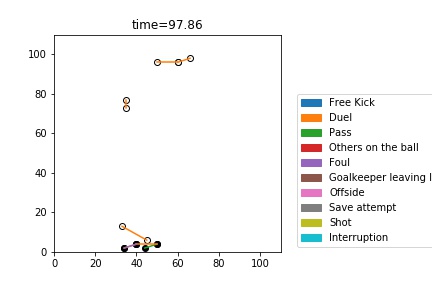 time=97.86
100
80
60
40
20
0
0 20 40 60 80 100
Free Kick
Duel
Pass
Others on the ball
Foul
Goalkeeper leaving l
Offside
Save attempt
Shot
Interruption